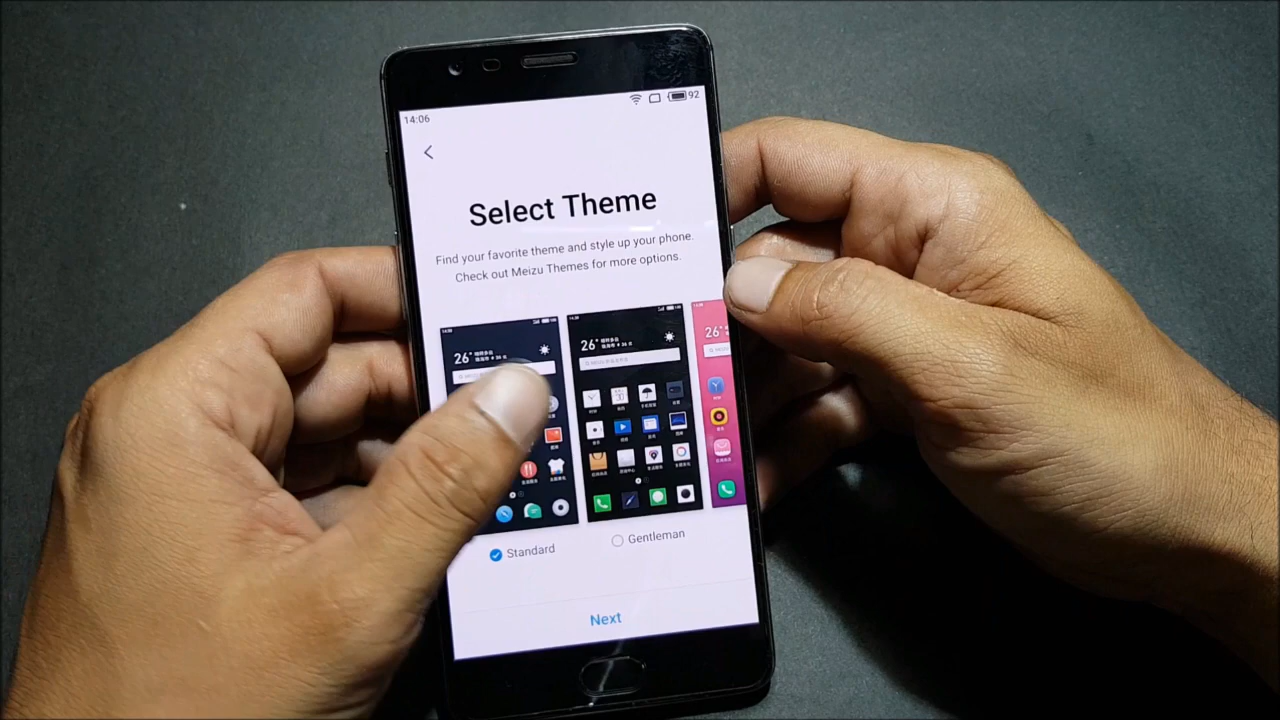 14:06
92
Select Theme
Find your favorite theme and style up your phone.
Check out Meizu Themes for more options.
26°
26°
26°
Standard
Gentleman
Next